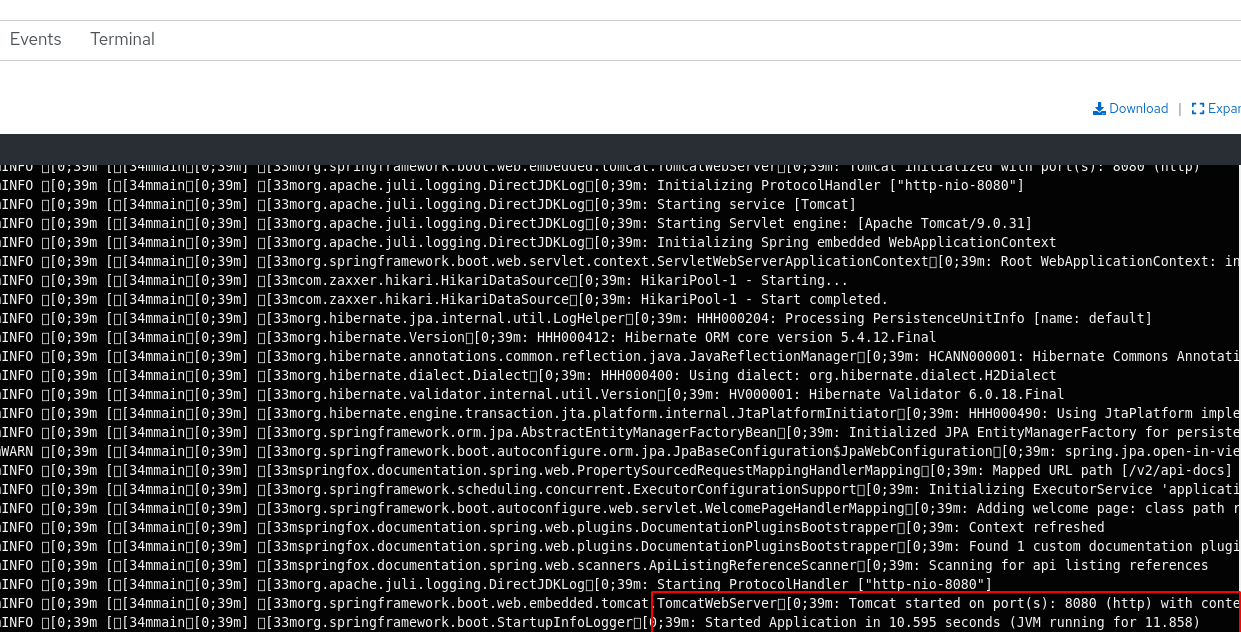 Events Terminal
Download | Expan
INFO [0;39m [[34mmain[0;39m] [33morg.springframework.boot.web.embedded.tomcat.TomcatWebServer[0;39m: Tomcat initialized with port(s): 8080 (http)
INFO [0;39m [[34mmain[0;39m] [33morg.apache.juli.logging.DirectJDKLog[0;39m: Initializing ProtocolHandler ["http-nio-8080"]
INFO [0;39m [[34mmain[0;39m] [33morg.apache.juli.logging.DirectJDKLog[0;39m: Starting service [Tomcat]
INFO [0;39m [[34mmain[0;39m] [33morg.apache.juli.logging.DirectJDKLog[0;39m: Starting Servlet engine: [Apache Tomcat/9.0.31]
INFO [0;39m [[34mmain[0;39m] [33morg.apache.juli.logging.DirectJDKLog[0;39m: Initializing Spring embedded WebApplicationContext
INFO [0;39m [[34mmain[0;39m] [33morg.springframework.boot.web.servlet.context.ServletWebServerApplicationContext[0;39m: Root WebApplicationContext: in
INFO [0;39m [[34mmain[0;39m] [33mcom.zaxxer.hikari.HikariDataSource[0;39m: HikariPool-1 - Starting...
INFO [0;39m [[34mmain[0;39m] [33mcom.zaxxer.hikari.HikariDataSource[0;39m: HikariPool-1 - Start completed.
INFO [0;39m [[34mmain[0;39m] [33morg.hibernate.jpa.internal.util.LogHelper[0;39m: HHH000204: Processing PersistenceUnitInfo [name: default]
INFO [0;39m [[34mmain[0;39m] [33morg.hibernate.Version[0;39m: HHH000412: Hibernate ORM core version 5.4.12.Final
INFO [0;39m [[34mmain[0;39m] [33morg.hibernate.annotations.common.reflection.java.JavaReflectionManager[0;39m: HCANN000001: Hibernate Commons Annotati
INFO [0;39m [[34mmain[0;39m] [33morg.hibernate.dialect.Dialect[0;39m: HHH000400: Using dialect: org.hibernate.dialect.H2Dialect
INFO [0;39m [[34mmain[0;39m] [33morg.hibernate.validator.internal.util.Version[0;39m: HV000001: Hibernate Validator 6.0.18.Final
INFO [0;39m [[34mmain[0;39m] [33morg.hibernate.engine.transaction.jta.platform.internal.JtaPlatformInitiator[0;39m: HHH000490: Using JtaPlatform imple
INFO [0;39m [[34mmain[0;39m] [33morg.springframework.orm.jpa.AbstractEntityManagerFactoryBean[0;39m: Initialized JPA EntityManagerFactory for persiste
WARN [0;39m [[34mmain[0;39m] [33morg.springframework.boot.autoconfigure.orm.jpa.JpaBaseConfiguration$JpaWebConfiguration[0;39m: spring.jpa.open-in-vie
INFO [0;39m [[34mmain[0;39m] [33mspringfox.documentation.spring.web.PropertySourcedRequestMappingHandlerMapping[0;39m: Mapped URL path [/v2/api-docs]
INFO [0;39m [[34mmain[0;39m] [33morg.springframework.scheduling.concurrent.ExecutorConfigurationSupport[0;39m: Initializing ExecutorService 'applicati
INFO [0;39m [[34mmain[0;39m] [33morg.springframework.boot.autoconfigure.web.servlet.WelcomePageHandlerMapping[0;39m: Adding welcome page: class path r
INFO [0;39m [[34mmain[0;39m] [33mspringfox.documentation.spring.web.plugins.DocumentationPluginsBootstrapper[0;39m: Context refreshed
INFO [0;39m [[34mmain[0;39m] [33mspringfox.documentation.spring.web.plugins.DocumentationPluginsBootstrapper[0;39m: Found 1 custom documentation plugi
INFO [0;39m [[34mmain[0;39m] [33mspringfox.documentation.spring.web.scanners.ApiListingReferenceScanner[0;39m: Scanning for api listing references
INFO [0;39m [[34mmain[0;39m] [33morg.apache.juli.logging.DirectJDKLog[0;39m: Starting ProtocolHandler ["http-nio-8080"]
INFO [0;39m [[34mmain[0;39m] [33morg.springframework.boot.web.embedded.tomcat.TomcatWebServer[0;39m: Tomcat started on port(s): 8080 (http) with conte
INFO [0;39m [[34mmain[0;39m] [33morg.springframework.boot.StartupInfoLogger[0;39m: Started Application in 10.595 seconds (JVM running for 11.858)